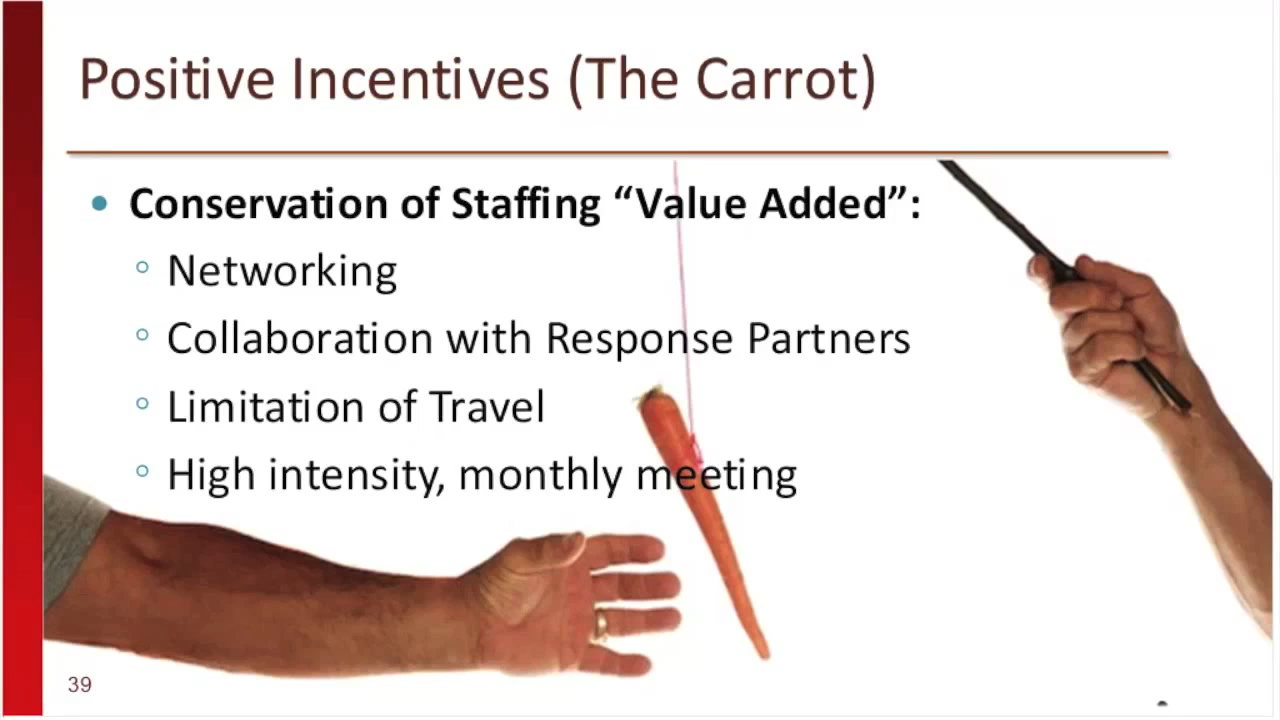 Positive Incentives (The Carrot)
• Conservation of Staffing “Value Added”:
◦ Networking
◦ Collaboration with Response Partners
◦ Limitation of Travel
◦ High intensity, monthly meeting
39